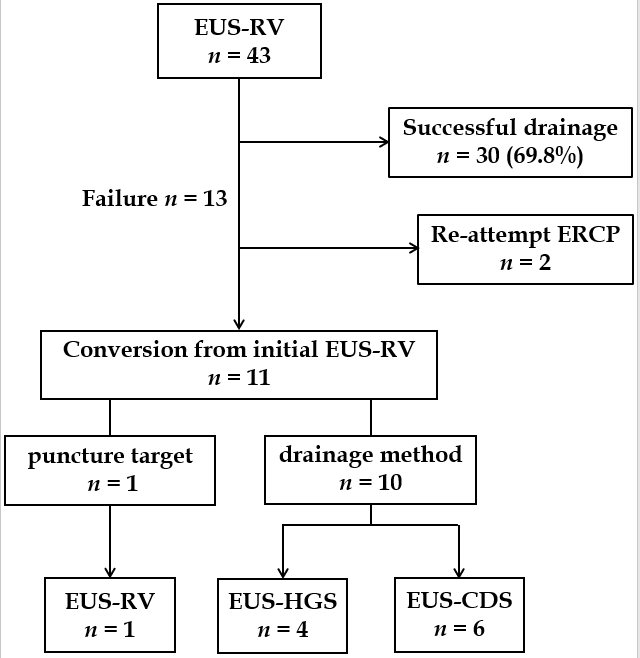 EUS-RV
n = 43
Successful drainage
n = 30 (69.8%)
Failure n = 13
Re-attempt ERCP
n = 2
Conversion from initial EUS-RV
n = 11
puncture target
n = 1
drainage method
n = 10
EUS-RV
n = 1
EUS-HGS
n = 4
EUS-CDS
n = 6